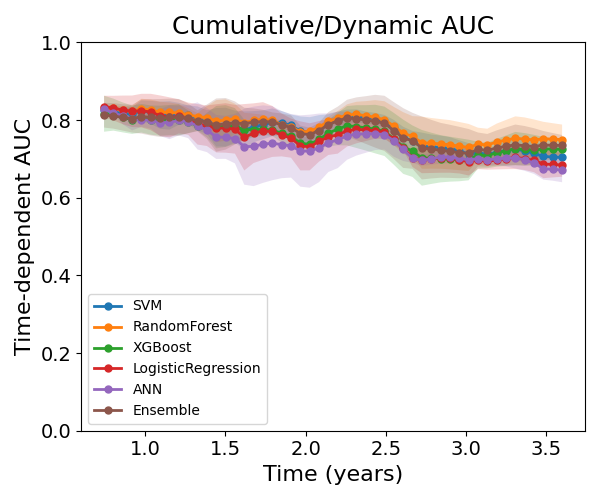 Cumulative/Dynamic AUC
Time-dependent AUC
1.0
0.8
0.6
0.4
0.2
0.0
SVM
RandomForest
XGBoost
LogisticRegression
ANN
Ensemble
1.0 1.5 2.0 2.5 3.0 3.5
Time (years)